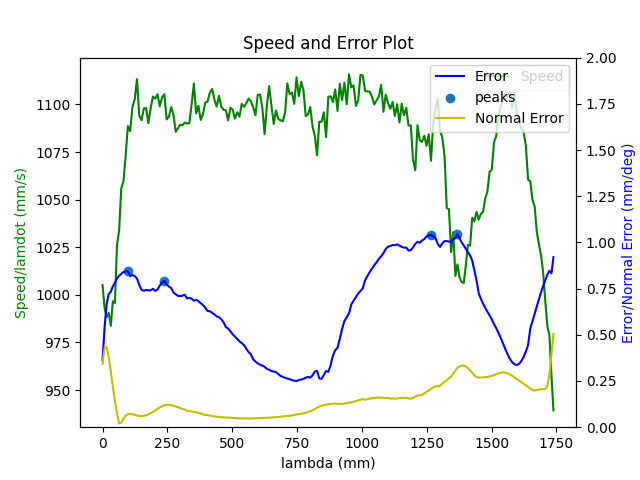 Speed and Error Plot
Error Speed
peaks
Normal Error
Speed/lamdot (mm/s)
1100
1075
1050
1025
1000
975
950
2.00
1.75
1.50
1.25
1.00
0.75
0.50
0.25
0.00
Error/Normal Error (mm/deg)
0 250 500 750 1000 1250 1500 1750
lambda (mm)